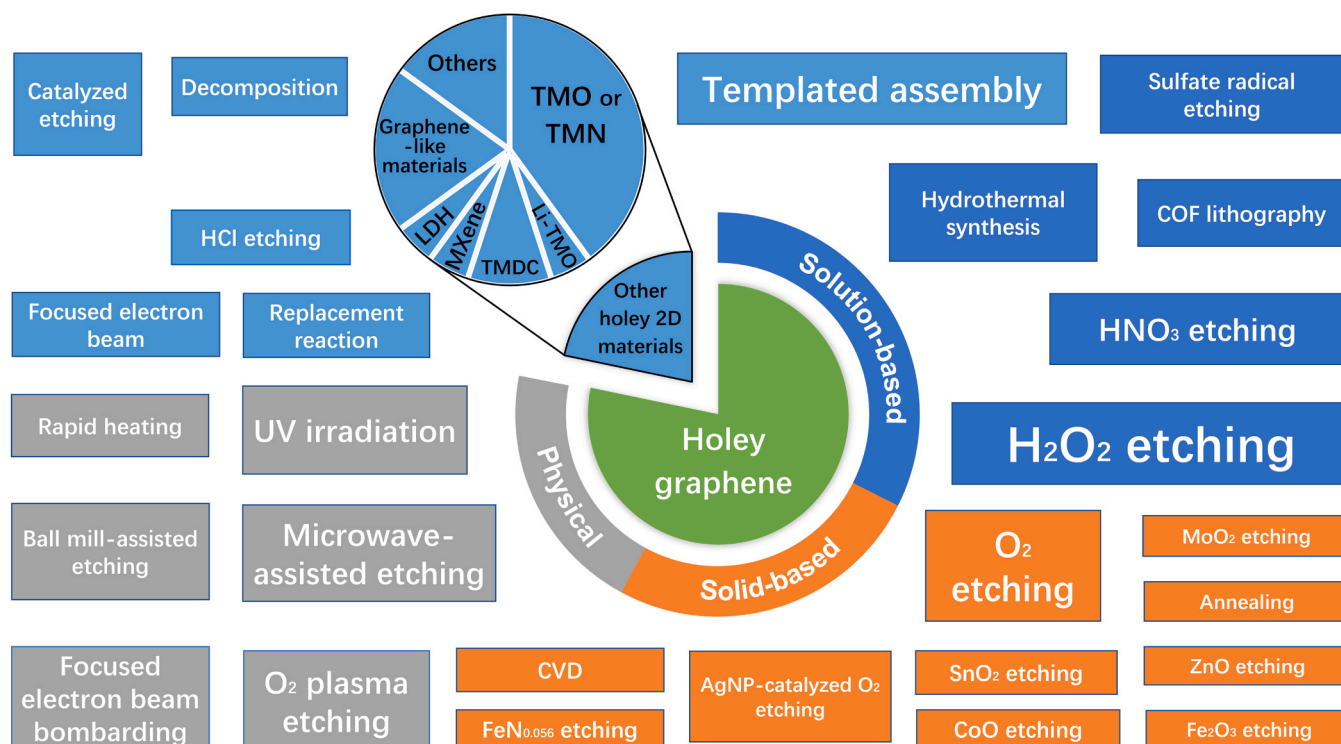 Catalyzed
etching
Decomposition
HCl etching
Focused electron
beam
Replacement
reaction
Others
TMO or
TMN
Graphene
-like
materials
LDH
MXene
TMDC
Li-TMO
Other
holey 2D
materials
Templated assembly
Sulfate radical
etching
Hydrothermal
synthesis
COF lithography
HNO₃ etching
H₂O₂ etching
Solution-based
Holey
graphene
Physical
Solid-based
Rapid heating
UV irradiation
Ball mill-assisted
etching
Microwave-
assisted etching
Focused
electron beam
bombarding
O₂ plasma
etching
O₂
etching
MoO₂ etching
Annealing
CVD
FeN₀.₀₅₆ etching
AgNP-catalyzed O₂
etching
SnO₂ etching
CoO etching
ZnO etching
Fe₂O₃ etching